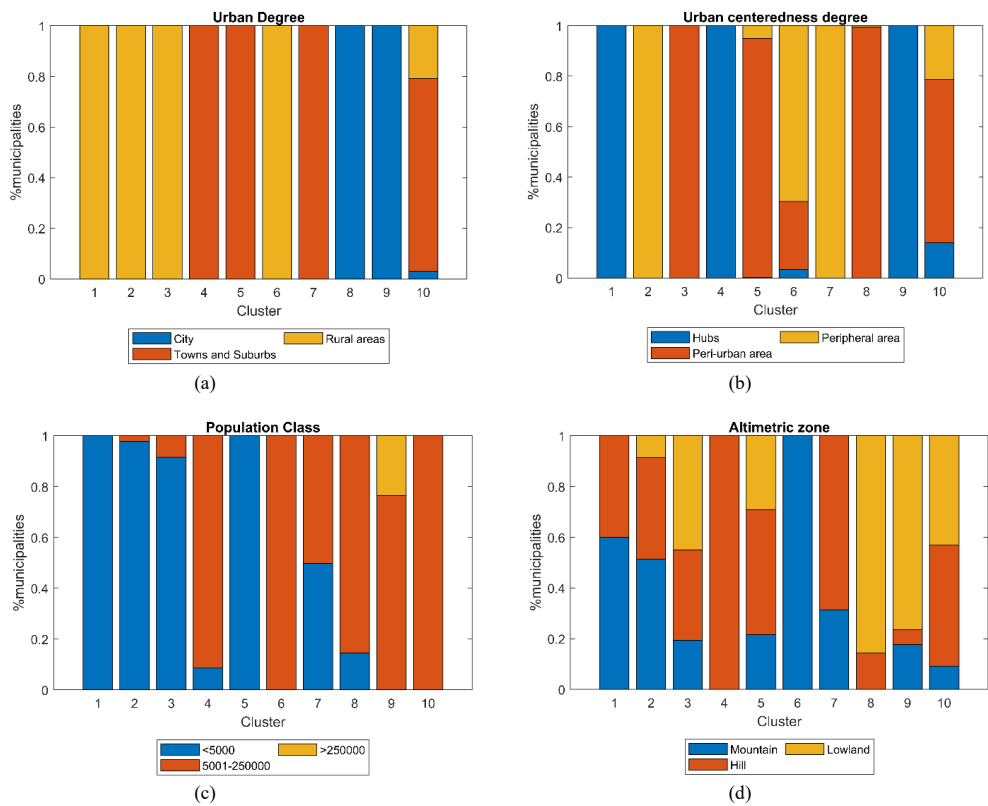 Urban Degree
1
0.8
0.6
0.4
0.2
0
%municipalities
1 2 3 4 5 6 7 8 9 10
Cluster
City Rural areas
Towns and Suburbs
(a)
Urban centeredness degree
1
0.8
0.6
0.4
0.2
0
%municipalities
1 2 3 4 5 6 7 8 9 10
Cluster
Hubs Peripheral area
Peri-urban area
(b)
Population Class
1
0.8
0.6
0.4
0.2
0
%municipalities
1 2 3 4 5 6 7 8 9 10
Cluster
<5000 >250000
5001-250000
(c)
Altimetric zone
1
0.8
0.6
0.4
0.2
0
%municipalities
1 2 3 4 5 6 7 8 9 10
Cluster
Mountain Lowland
Hill
(d)